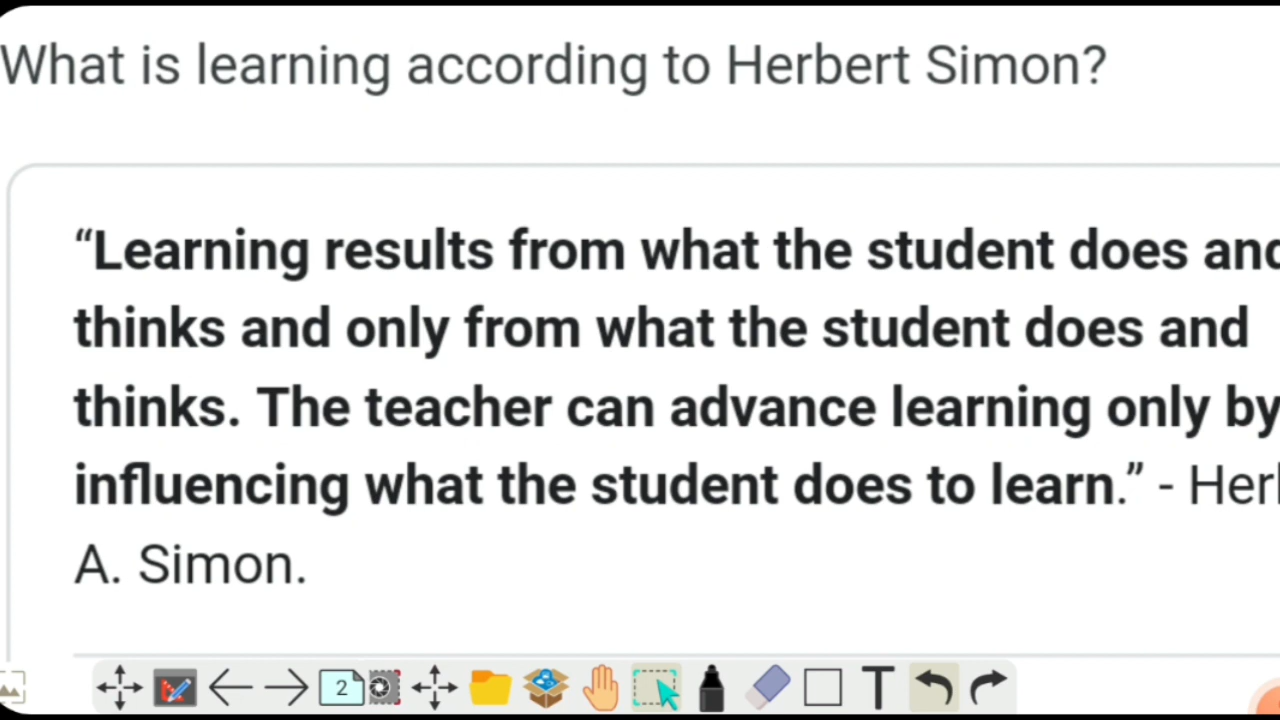 What is learning according to Herbert Simon?
“Learning results from what the student does
thinks and only from what the student does and
thinks. The teacher can advance learning only by
influencing what the student does to learn.” -
A. Simon.
2
T